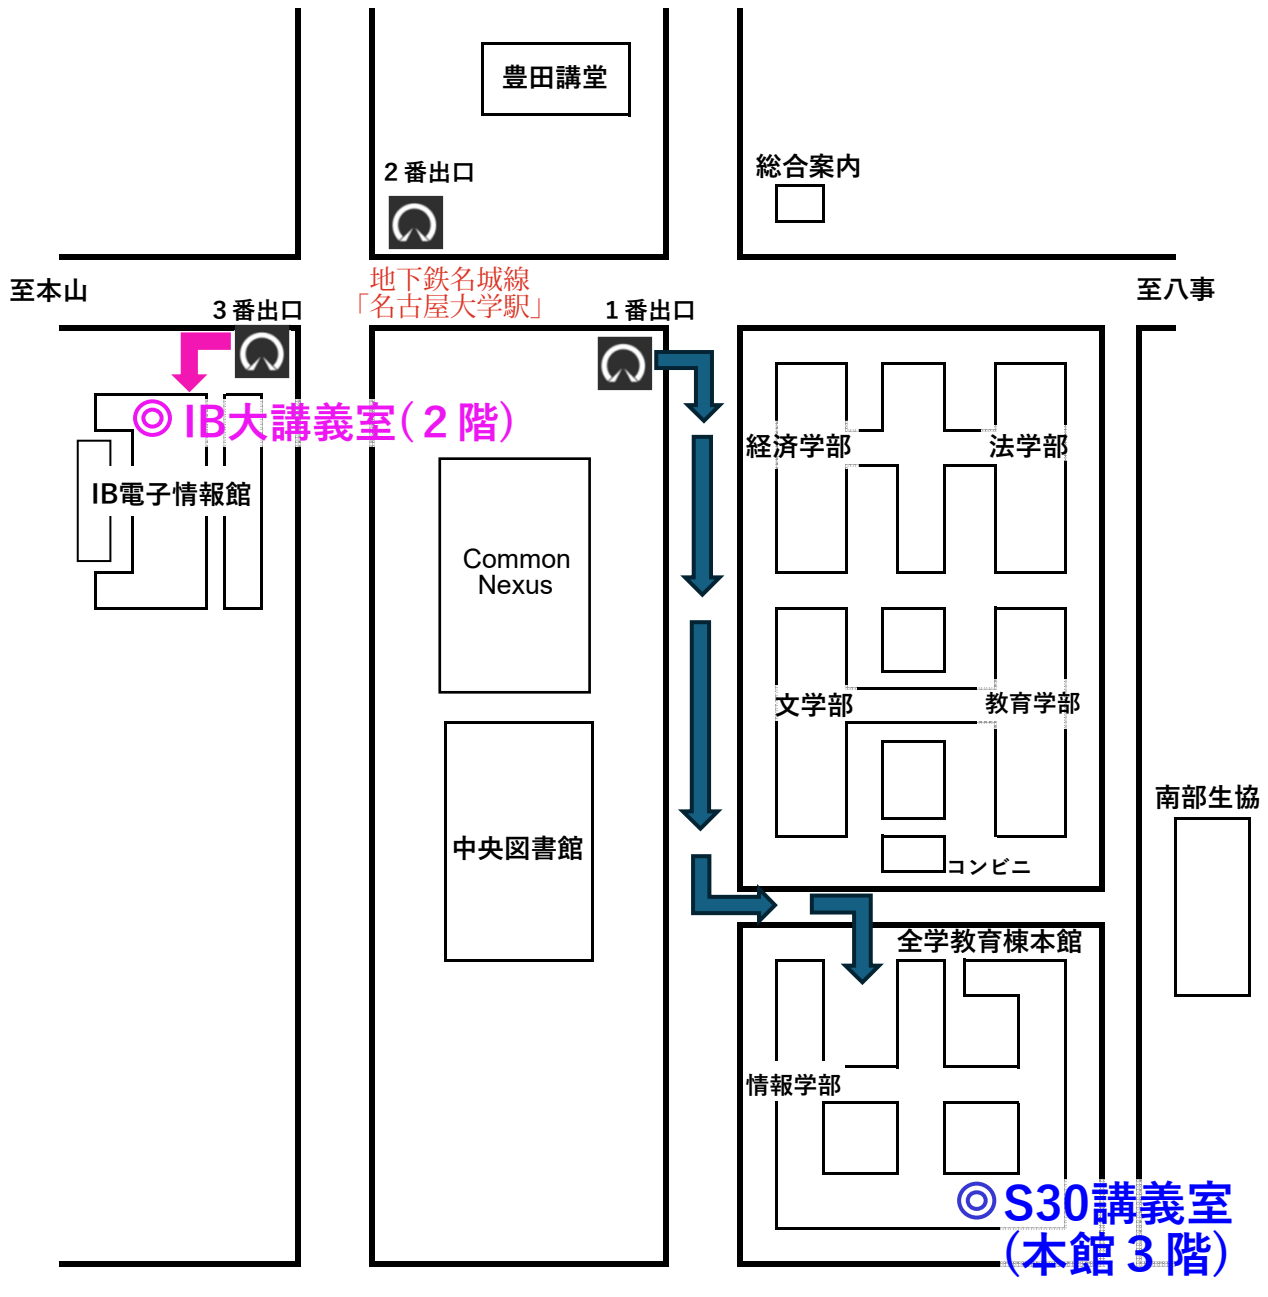 豊田講堂
2番出口
総合案内
至本山
地下鉄名城線
「名古屋大学駅」
至八事
3番出口
1番出口
◎IB大講義室(2階)
経済学部
法学部
IB電子情報館
Common
Nexus
文学部
教育学部
南部生協
中央図書館
コンビニ
全学教育棟本館
情報学部
◎S30講義室
(本館3階)